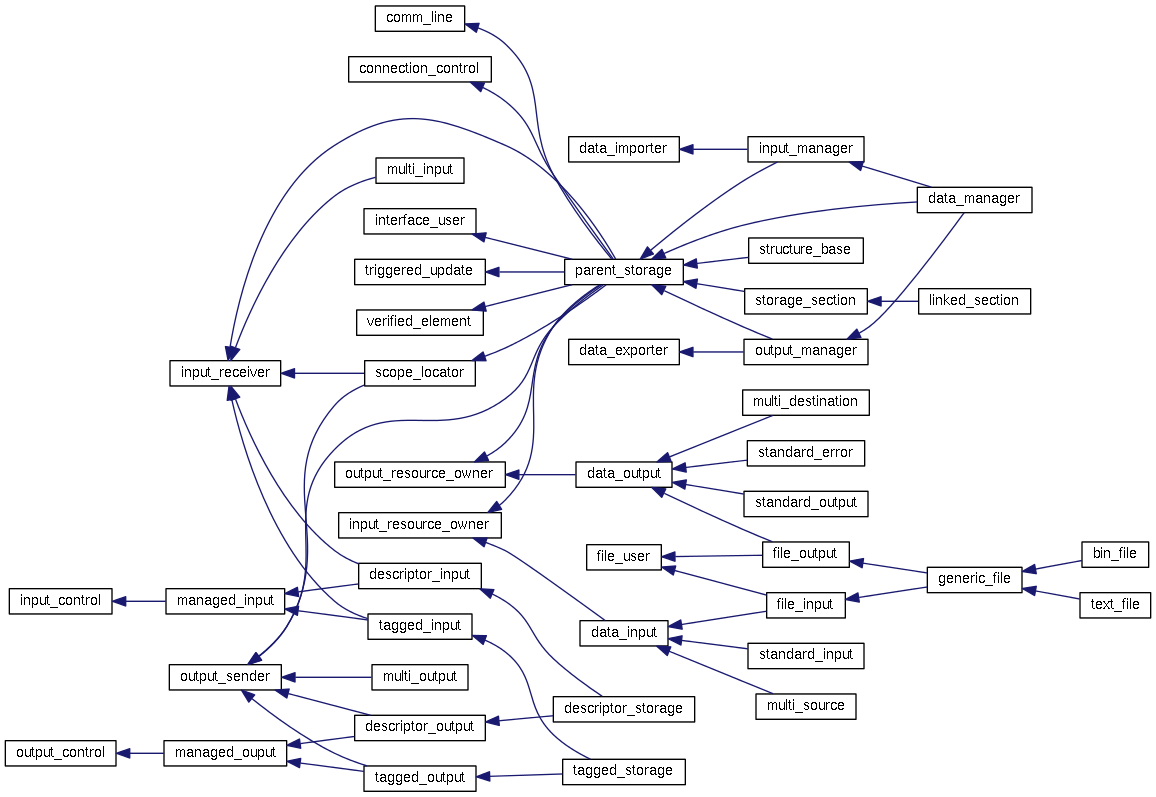 comm_line
connection_control
data_importer
input_manager
multi_input
data_manager
interface_user
structure_base
triggered_update
parent_storage
storage_section
linked_section
verified_element
data_exporter
output_manager
input_receiver
scope_locator
multi_destination
standard_error
output_resource_owner
data_output
standard_output
input_resource_owner
file_user
file_output
bin_file
descriptor_input
generic_file
input_control
managed_input
file_input
text_file
tagged_input
data_input
standard_input
output_sender
multi_output
descriptor_storage
multi_source
descriptor_output
output_control
managed_ouput
tagged_output
tagged_storage